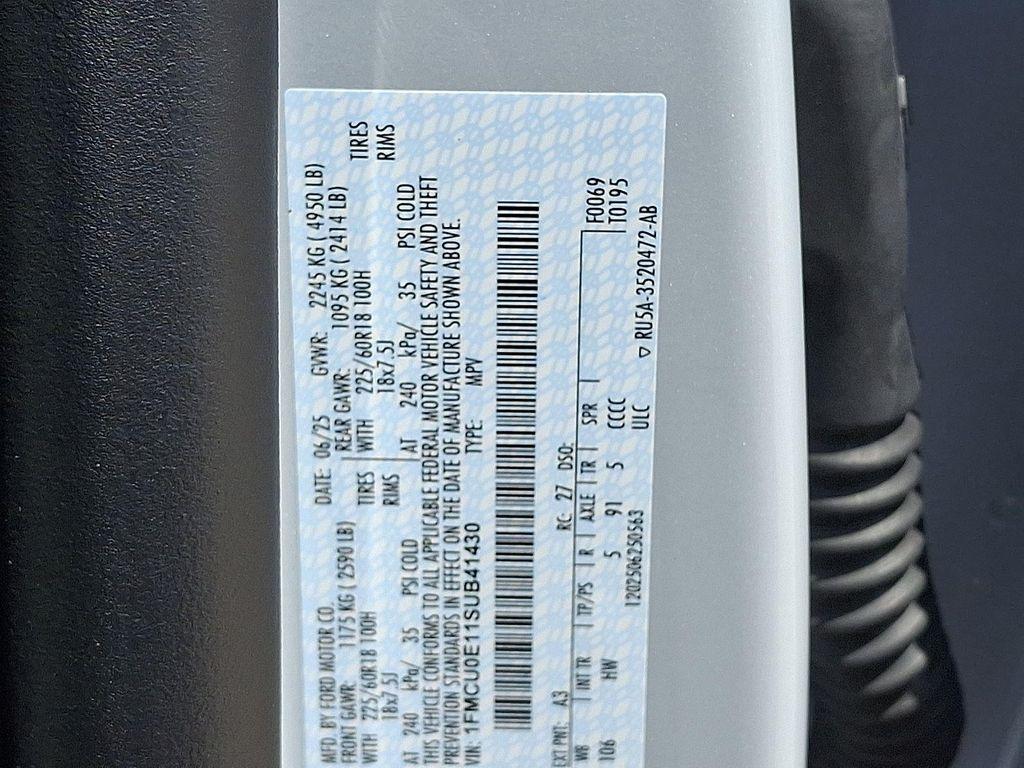 MFD. BY FORD MOTOR CO.
DATE: 06/25 GVWR: 2245 KG ( 4950 LB)
FRONT GAWR: 1175 KG ( 2590 LB) REAR GAWR: 1095 KG ( 2414 LB)
WITH 225/60R18 100H TIRES WITH 225/60R18 100H TIRES
18x7.5J RIMS 18x7.5J RIMS
AT 240 kPa/ 35 PSI COLD AT 240 kPa/ 35 PSI COLD
THIS VEHICLE CONFORMS TO ALL APPLICABLE FEDERAL MOTOR VEHICLE SAFETY AND THEFT
PREVENTION STANDARDS IN EFFECT ON THE DATE OF MANUFACTURE SHOWN ABOVE.
VIN: 1FMCU0E11SUB41430 TYPE: MPV
EXT PNT: A3 RC: 27 DSO:
WB INT TR TP/PS R AXLE TR SPR F0069
106 HW 5 91 5 CCCC T0195
1202506250563 ULC ▽ RU5A-3520472-AB